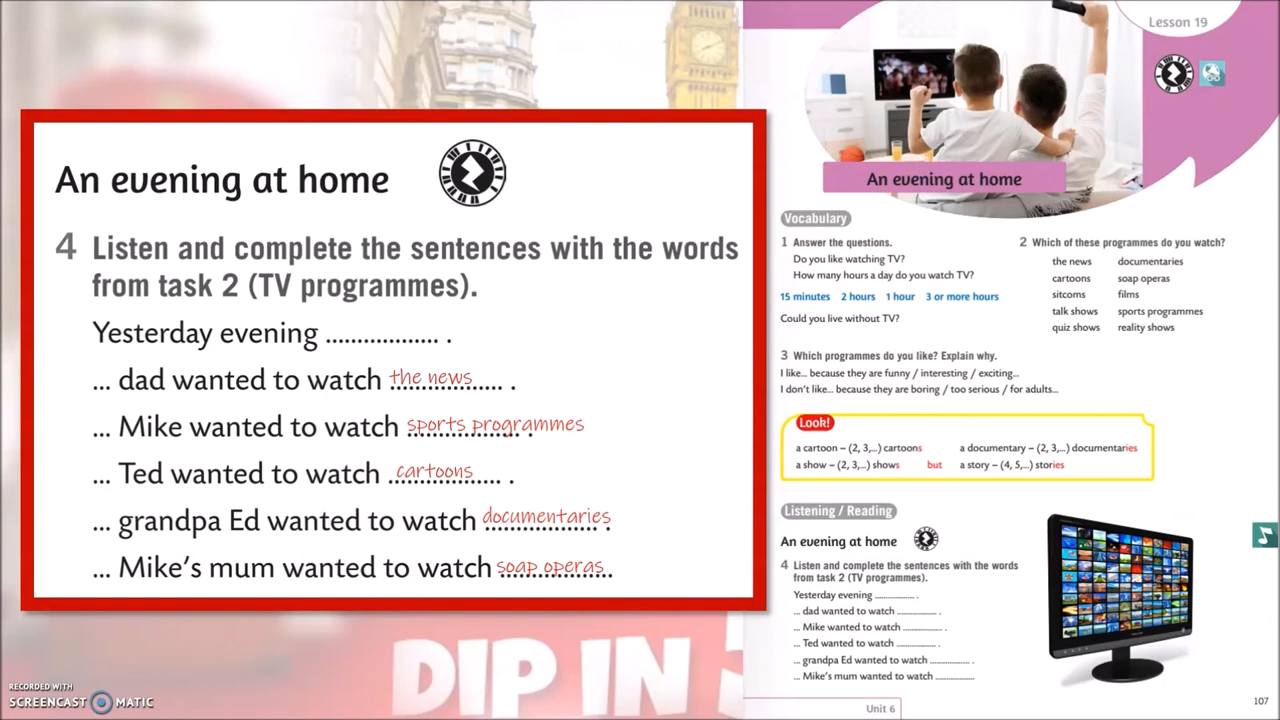 An evening at home
4 Listen and complete the sentences with the words
from task 2 (TV programmes).
Yesterday evening .................. .
... dad wanted to watch the news .
... Mike wanted to watch sports programmes .
... Ted wanted to watch cartoons .
... grandpa Ed wanted to watch documentaries .
... Mike's mum wanted to watch soap operas.
DIP IN
RECORDED WITH
SCREENCAST MATIC
Lesson 19
An evening at home
Vocabulary
1 Answer the questions.
Do you like watching TV?
How many hours a day do you watch TV?
15 minutes 2 hours 1 hour 3 or more hours
Could you live without TV?
2 Which of these programmes do you watch?
the news documentaries
cartoons soap operas
sitcoms films
talk shows sports programmes
quiz shows reality shows
3 Which programmes do you like? Explain why.
I like... because they are funny / interesting / exciting...
I don't like... because they are boring / too serious / for adults...
Look!
a cartoon – (2, 3,...) cartoons a documentary – (2, 3,...) documentaries
a show – (2, 3,...) shows but a story – (4, 5,...) stories
Listening / Reading
An evening at home
4 Listen and complete the sentences with the words
from task 2 (TV programmes).
Yesterday evening .................. .
... dad wanted to watch .................. .
... Mike wanted to watch .................. .
... Ted wanted to watch .................. .
... grandpa Ed wanted to watch .................. .
... Mike's mum wanted to watch ..................
Unit 6
107